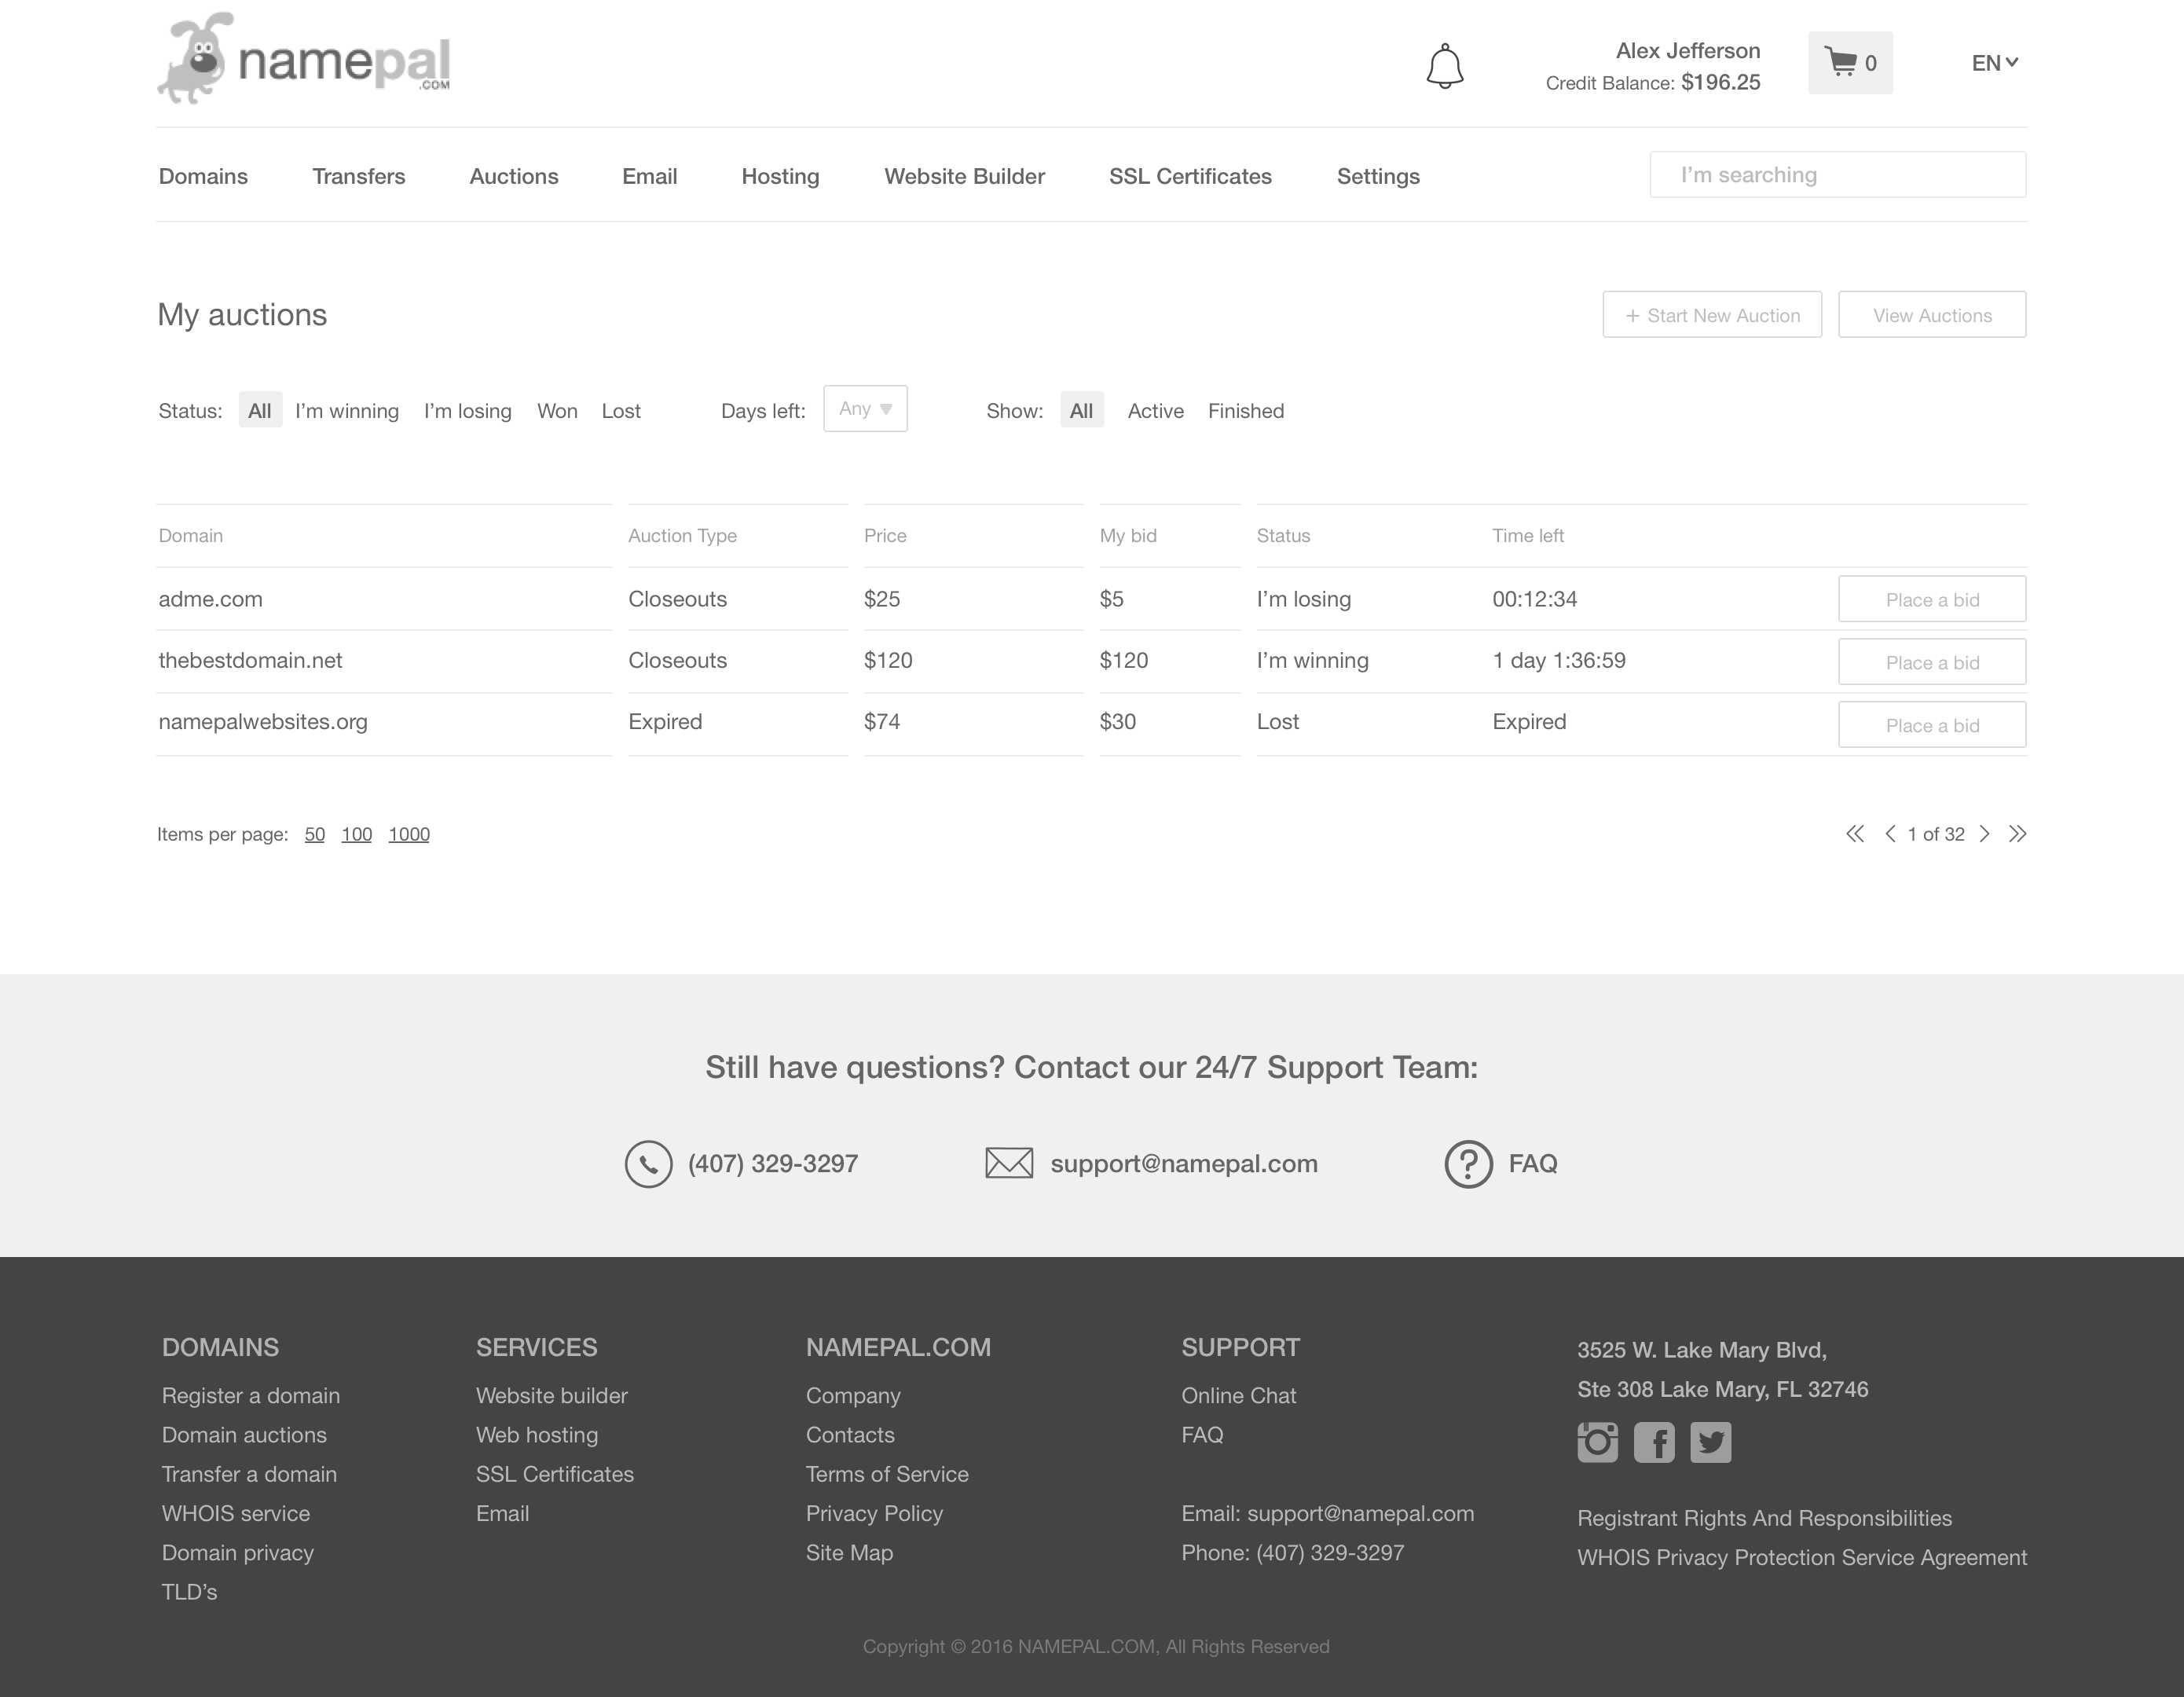 namepal
.COM
Alex Jefferson
Credit Balance: $196.25
0
EN
Domains Transfers Auctions Email Hosting Website Builder SSL Certificates Settings I’m searching
My auctions + Start New Auction View Auctions
Status: All I’m winning I’m losing Won Lost Days left: Any Show: All Active Finished
Domain Auction Type Price My bid Status Time left
adme.com Closeouts $25 $5 I’m losing 00:12:34 Place a bid
thebestdomain.net Closeouts $120 $120 I’m winning 1 day 1:36:59 Place a bid
namepalwebsites.org Expired $74 $30 Lost Expired Place a bid
Items per page: 50 100 1000 1 of 32
Still have questions? Contact our 24/7 Support Team:
(407) 329-3297 support@namepal.com ? FAQ
DOMAINS
Register a domain
Domain auctions
Transfer a domain
WHOIS service
Domain privacy
TLD’s
SERVICES
Website builder
Web hosting
SSL Certificates
Email
NAMEPAL.COM
Company
Contacts
Terms of Service
Privacy Policy
Site Map
SUPPORT
Online Chat
FAQ
Email: support@namepal.com
Phone: (407) 329-3297
3525 W. Lake Mary Blvd,
Ste 308 Lake Mary, FL 32746
Registrant Rights And Responsibilities
WHOIS Privacy Protection Service Agreement
Copyright © 2016 NAMEPAL.COM, All Rights Reserved